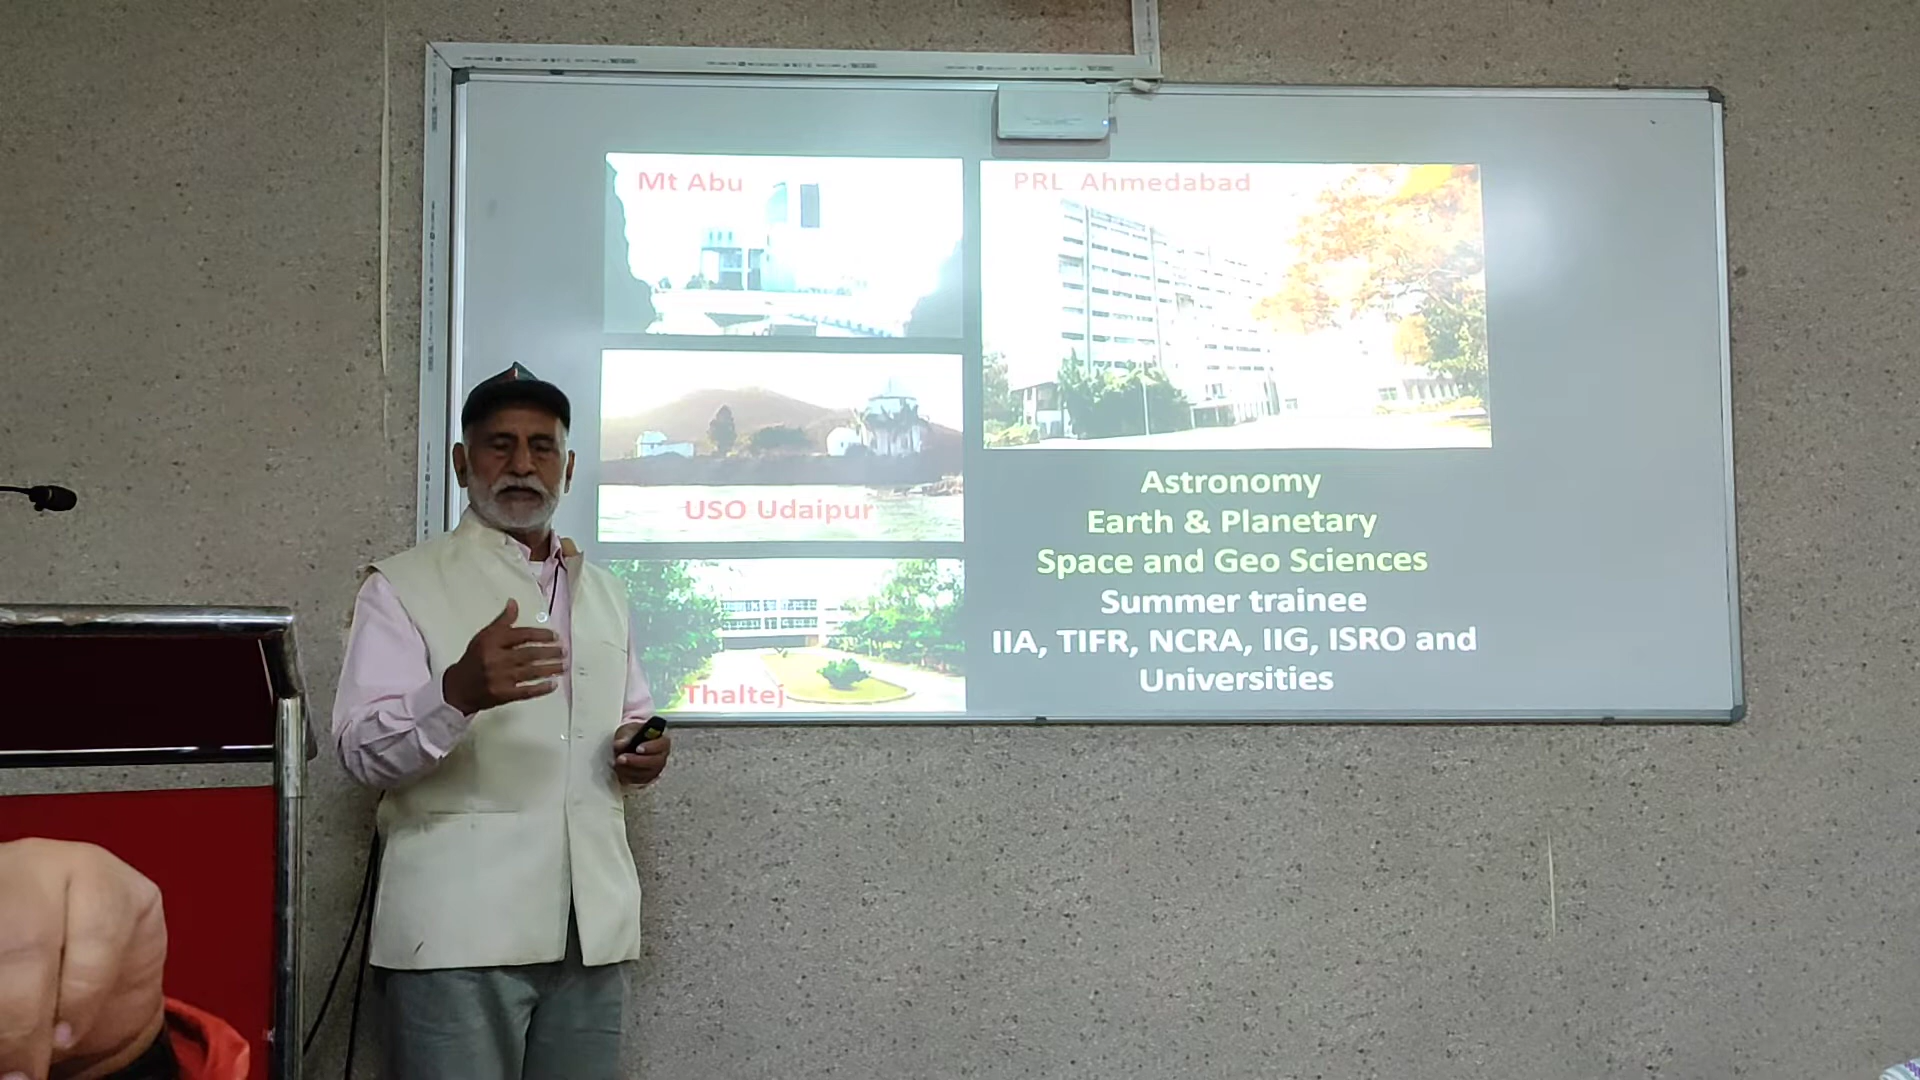 Mt Abu
PRL Ahmedabad
USO Udaipur
Thaltej
Astronomy
Earth & Planetary
Space and Geo Sciences
Summer trainee
IIA, TIFR, NCRA, IIG, ISRO and
Universities